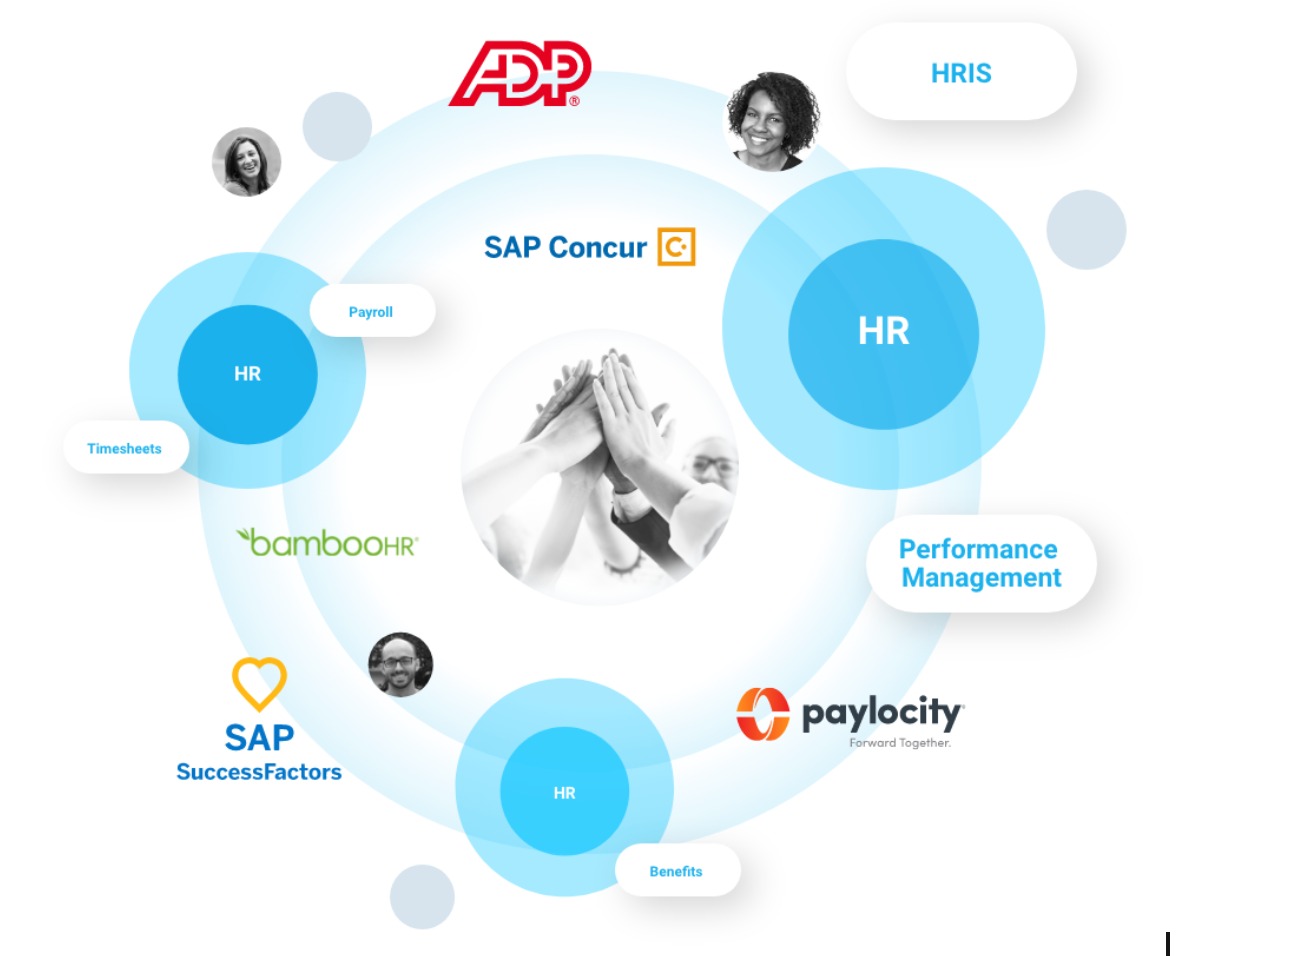 ADP®
HRIS
SAP Concur C
HR
Payroll
HR
Timesheets
bambooHR®
Performance
Management
SAP
SuccessFactors
paylocity
Forward Together.
HR
Benefits